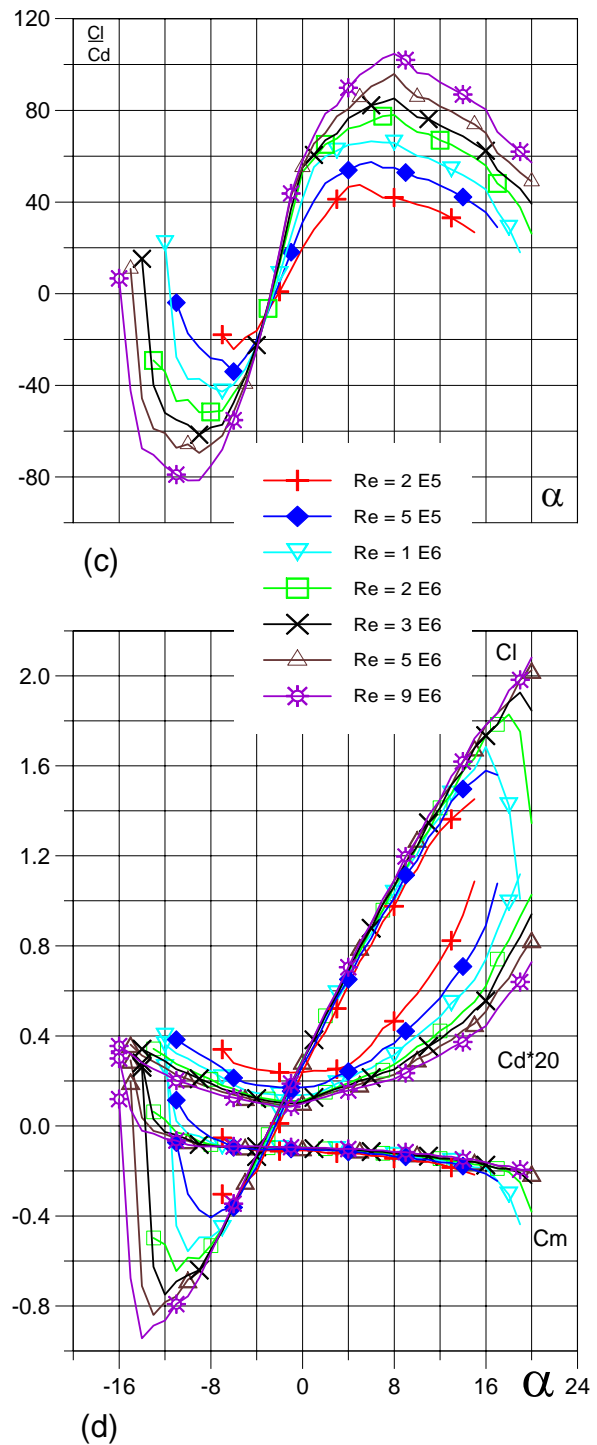 120
Cl
Cd
80
40
0
-40
-80
α
(c)
Re = 2 E5
Re = 5 E5
Re = 1 E6
Re = 2 E6
Re = 3 E6
Re = 5 E6
Re = 9 E6
Cl
2.0
1.6
1.2
0.8
0.4
Cd*20
0.0
-0.4
Cm
-0.8
-16 -8 0 8 16 α 24
(d)